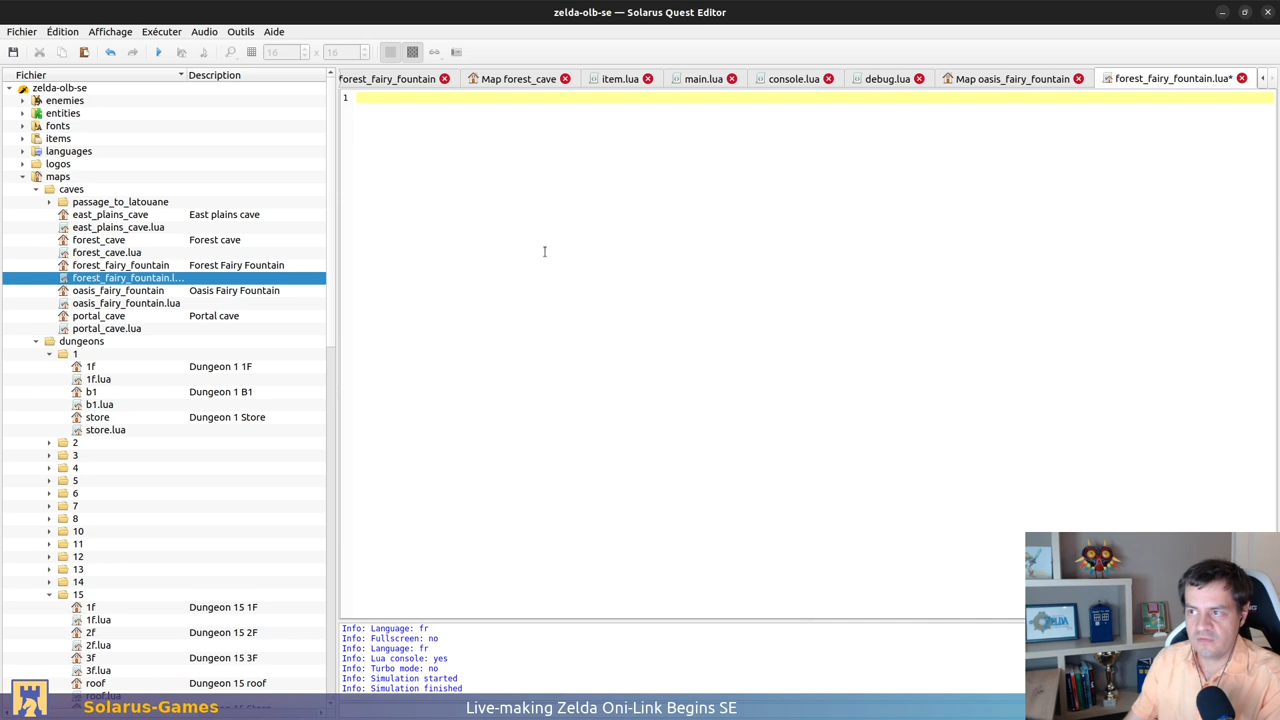 zelda-olb-se — Solarus Quest Editor
Fichier Édition Affichage Exécuter Audio Outils Aide
16 x 16
Fichier Description
forest_fairy_fountain Map forest_cave item.lua main.lua console.lua debug.lua Map oasis_fairy_fountain forest_fairy_fountain.lua*
zelda-olb-se
enemies
entities
fonts
items
languages
logos
maps
caves
passage_to_latouane
east_plains_cave East plains cave
east_plains_cave.lua
forest_cave Forest cave
forest_cave.lua
forest_fairy_fountain Forest Fairy Fountain
forest_fairy_fountain.l...
oasis_fairy_fountain Oasis Fairy Fountain
oasis_fairy_fountain.lua
portal_cave Portal cave
portal_cave.lua
dungeons
1
1f Dungeon 1 1F
1f.lua
b1 Dungeon 1 B1
b1.lua
store Dungeon 1 Store
store.lua
2
3
4
5
6
7
8
10
11
12
13
14
15
1f Dungeon 15 1F
1f.lua
2f Dungeon 15 2F
2f.lua
3f Dungeon 15 3F
3f.lua
roof Dungeon 15 roof
roof.lua
1
Info: Language: fr
Info: Fullscreen: no
Info: Language: fr
Info: Lua console: yes
Info: Turbo mode: no
Info: Simulation started
Info: Simulation finished
Solarus-Games
Live-making Zelda Oni-Link Begins SE